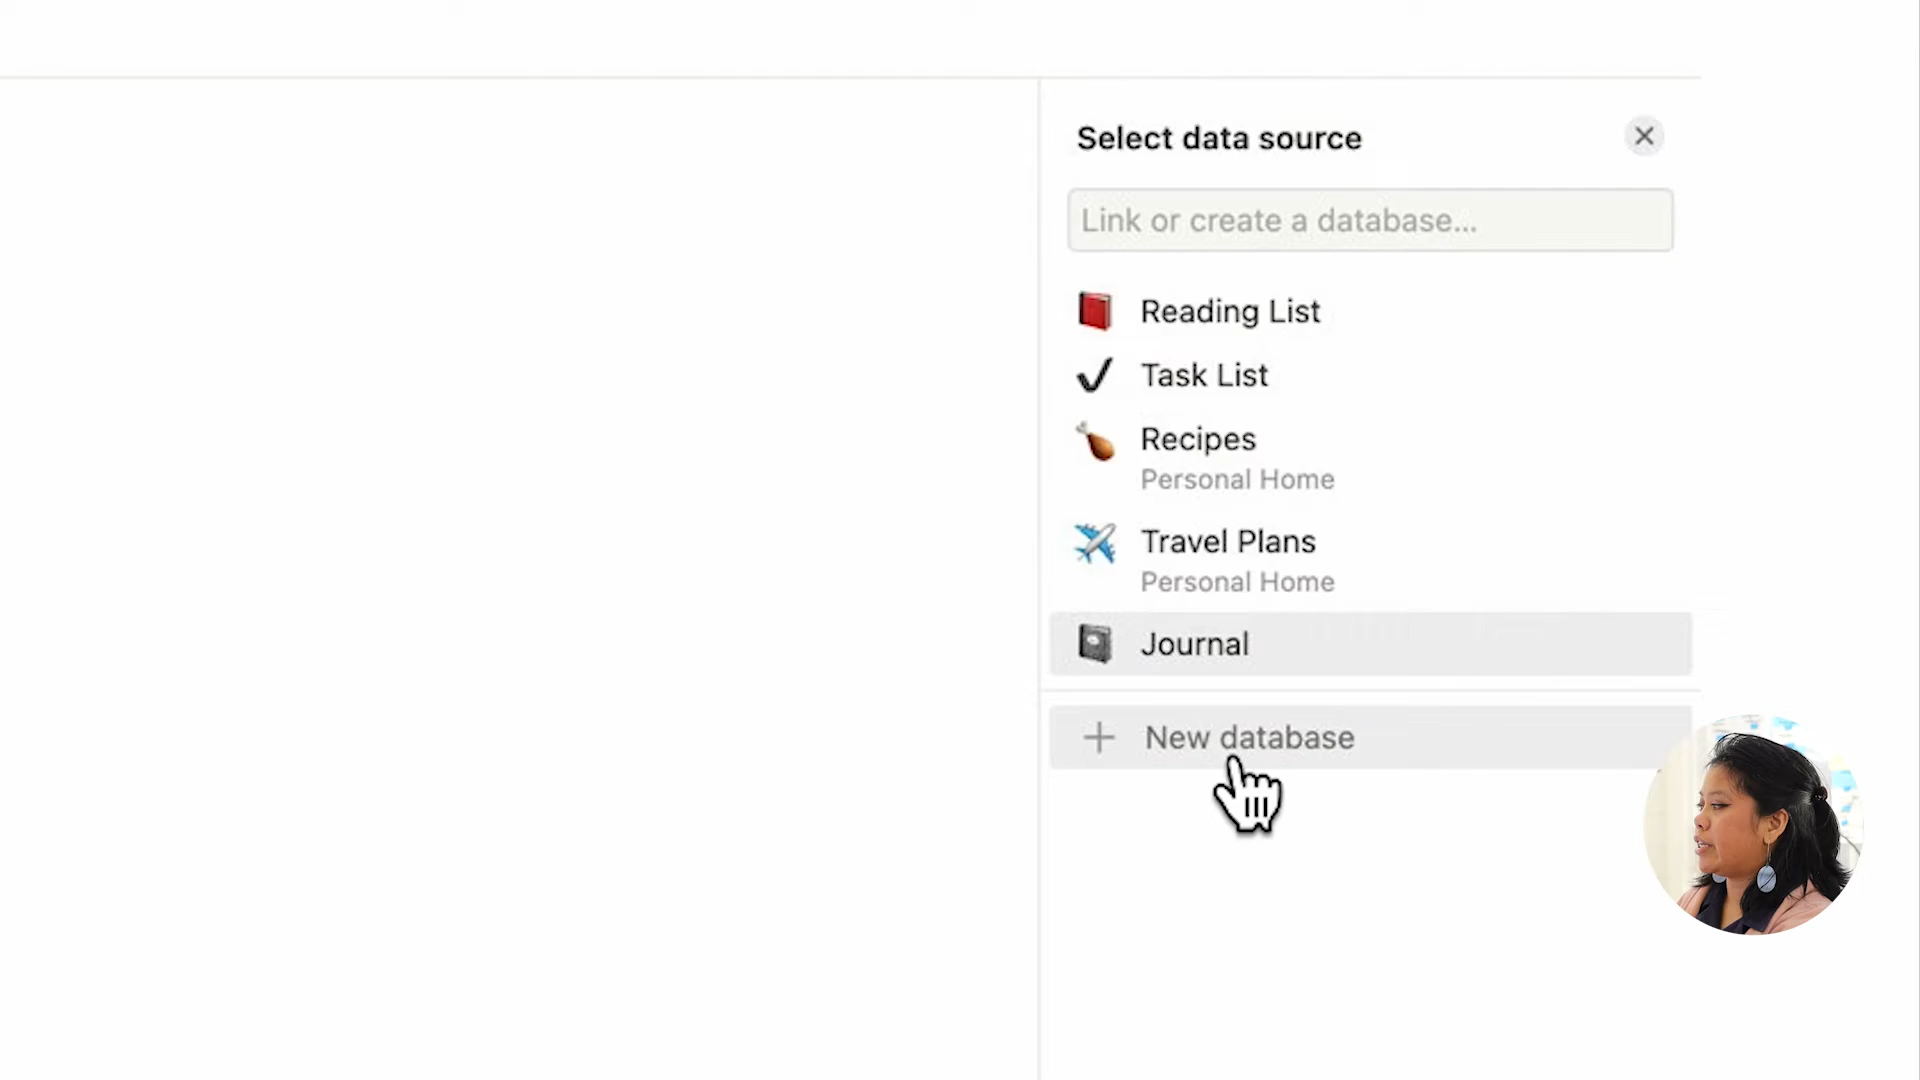 Select data source
Link or create a database...
Reading List
Task List
Recipes
Personal Home
Travel Plans
Personal Home
Journal
New database